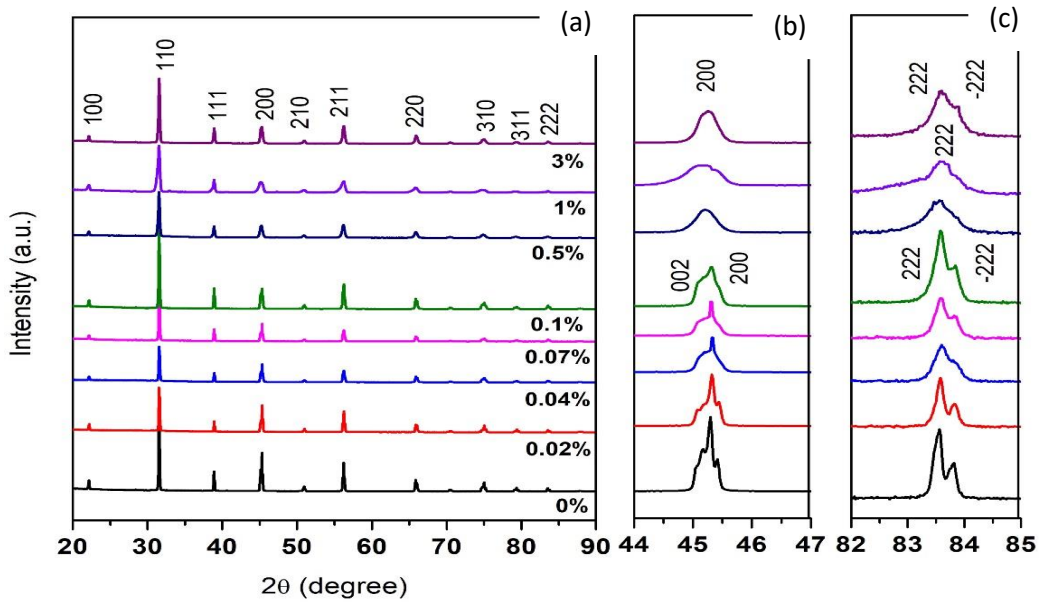 (a)
100
110
111
200
210
211
220
310
311
222
3%
1%
0.5%
0.1%
0.07%
0.04%
0.02%
0%
Intensity (a.u.)
20 30 40 50 60 70 80 90
2θ (degree)
(b)
200
002 200
44 45 46 47
(c)
222 -222
222
222 -222
82 83 84 85